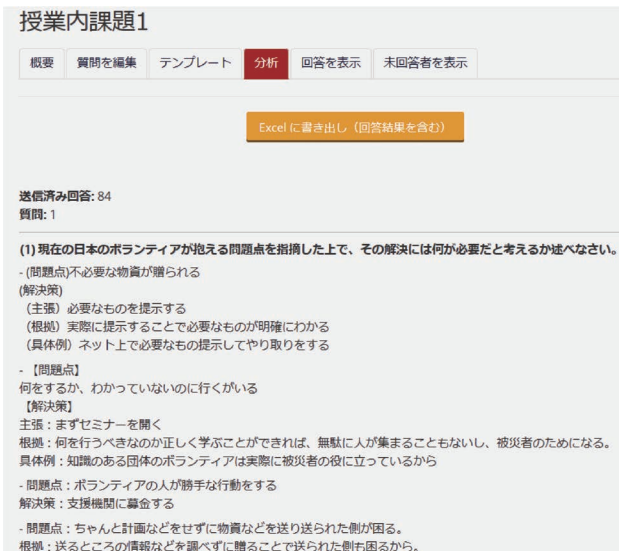 授業内課題1
概要 質問を編集 テンプレート 分析 回答を表示 未回答者を表示
Excel に書き出し（回答結果を含む）
送信済み回答: 84
質問: 1
(1) 現在の日本のボランティアが抱える問題点を指摘した上で、その解決には何が必要だと考えるか述べなさい。
- (問題点)不必要な物資が贈られる
(解決策)
（主張）必要なものを提示する
（根拠）実際に提示することで必要なものが明確にわかる
（具体例）ネット上で必要なもの提示してやり取りをする
- 【問題点】
何をするか、わかっていないのに行くがいる
【解決策】
主張：まずセミナーを開く
根拠：何を行うべきなのか正しく学ぶことができれば、無駄に人が集まることもないし、被災者のためになる。
具体例：知識のある団体のボランティアは実際に被災者の役に立っているから
- 問題点：ボランティアの人が勝手な行動をする
解決策：支援機関に募金する
- 問題点：ちゃんと計画などをせずに物資などを送り送られた側が困る。
根拠：送るところの情報などを調べずに贈ることで送られた側も困るから。